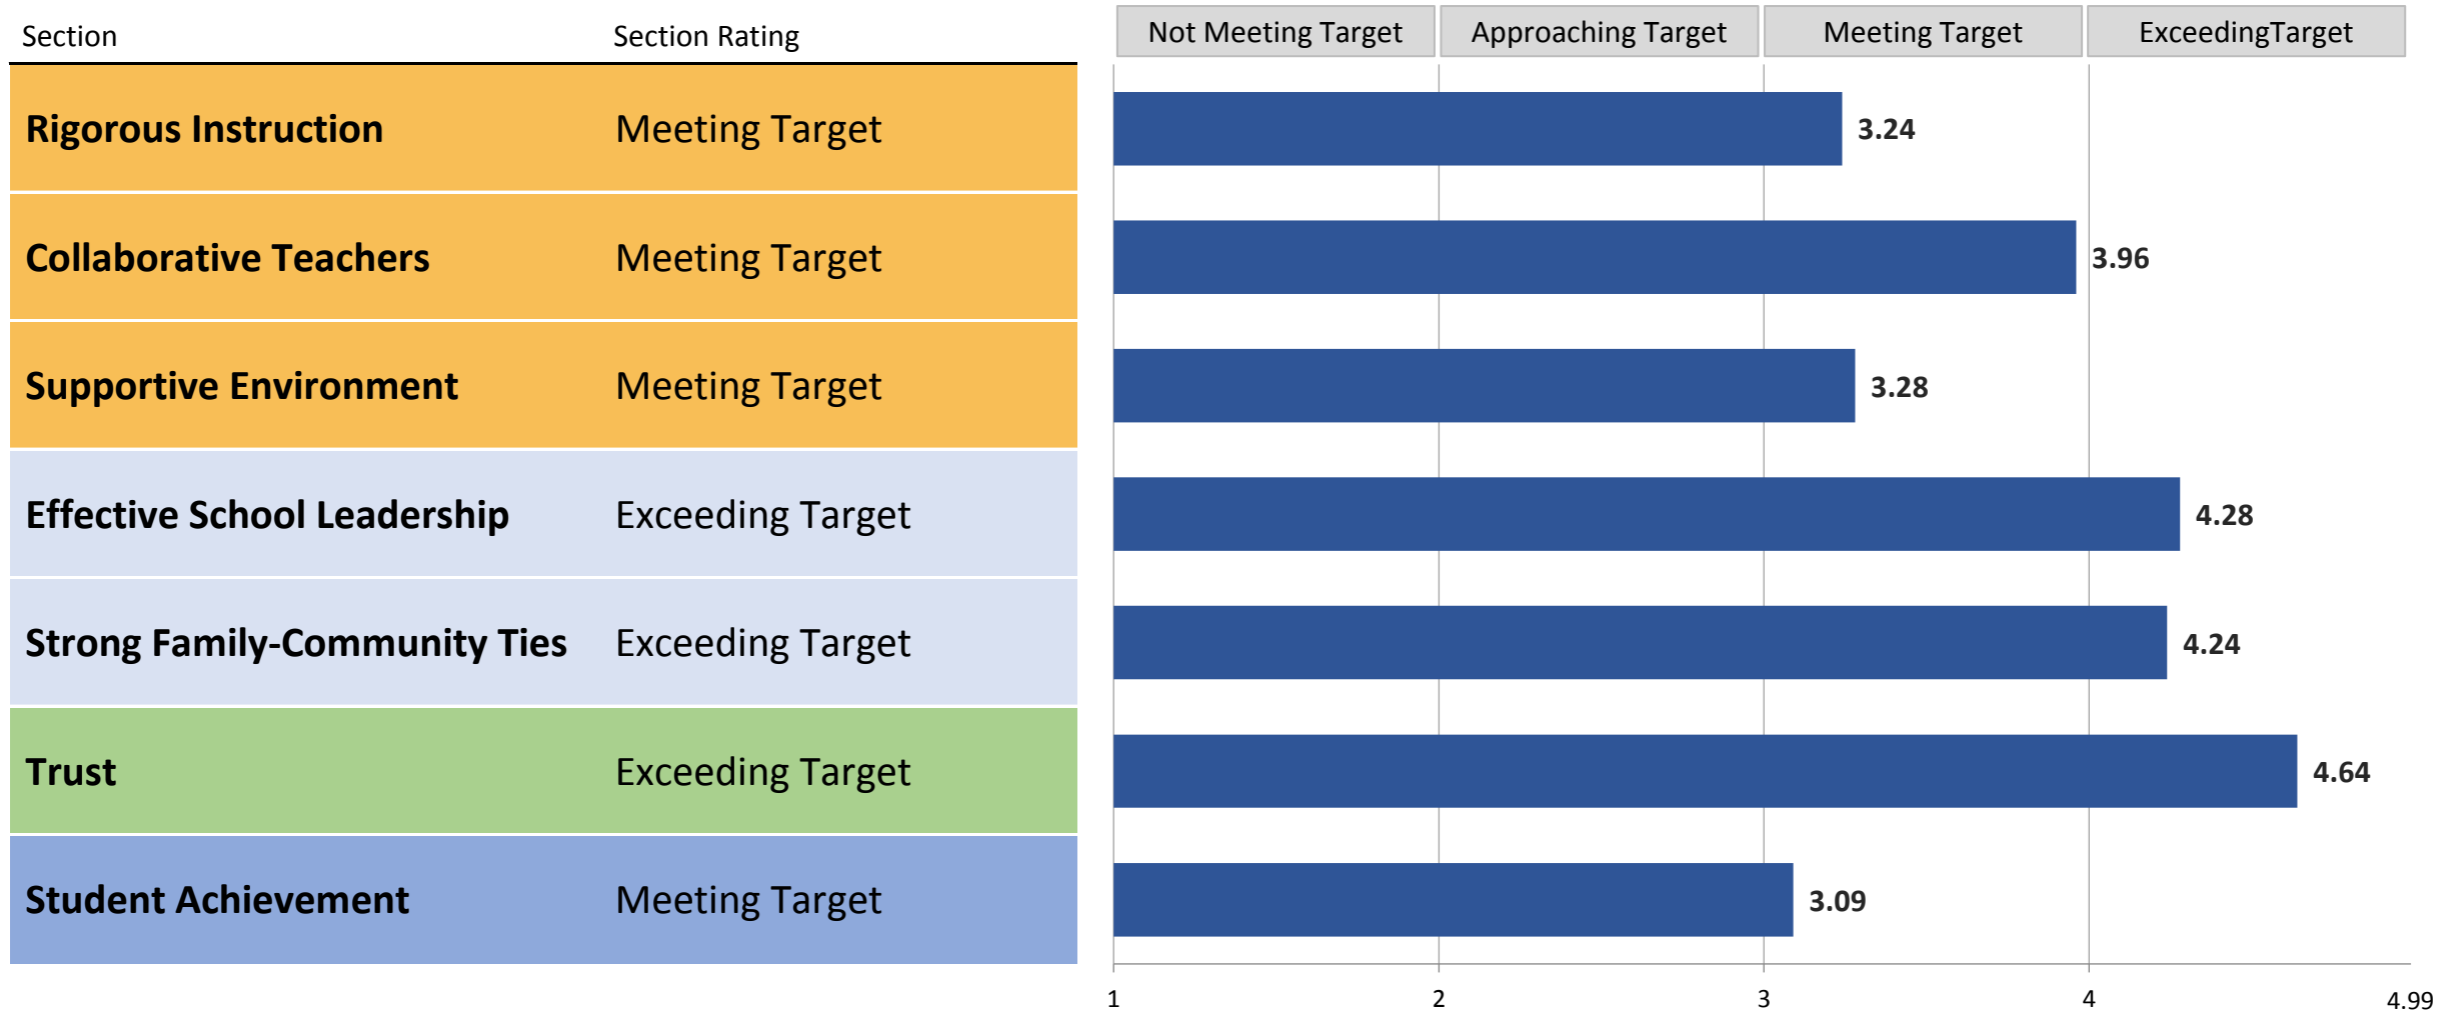 Section Section Rating Not Meeting Target Approaching Target Meeting Target ExceedingTarget
Rigorous Instruction Meeting Target 3.24
Collaborative Teachers Meeting Target 3.96
Supportive Environment Meeting Target 3.28
Effective School Leadership Exceeding Target 4.28
Strong Family-Community Ties Exceeding Target 4.24
Trust Exceeding Target 4.64
Student Achievement Meeting Target 3.09
1 2 3 4 4.99